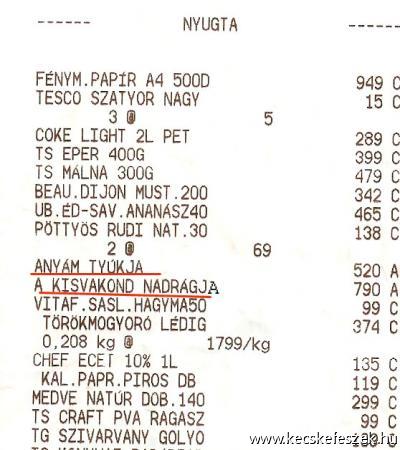 ------ NYUGTA ------
FÉNYM.PAPÍR A4 500D 949 C
TESCO SZATYOR NAGY 15 C
3 @ 5
COKE LIGHT 2L PET 289 C
TS EPER 400G 399 C
TS MÁLNA 300G 479 C
BEAU.DIJON MUST.200 342 C
UB.ÉD-SAV.ANANÁSZ40 465 C
PÖTTYÖS RUDI NAT.30 138 C
2 @ 69
ANYÁM TYÚKJA 520 A
A KISVAKOND NADRÁGJA 790 A
VITAF.SASL.HAGYMA50 99 C
TÖRÖKMOGYORÓ LÉDIG 374 C
0,208 kg @ 1799/kg
CHEF ECET 10% 1L 135 C
KAL.PAPR.PIROS DB 119 C
MEDVE NATÚR DOB.140 299 C
TS CRAFT PVA RAGASZ 99 C
TG SZIVARVANY GOLYO
www.kecskefeszek.hu